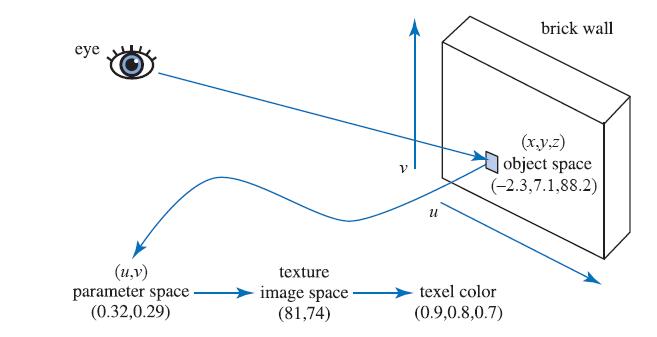 brick wall
eye
(x,y,z)
object space
(–2.3,7.1,88.2)
v
u
(u,v)
parameter space
(0.32,0.29)
texture
image space
(81,74)
texel color
(0.9,0.8,0.7)